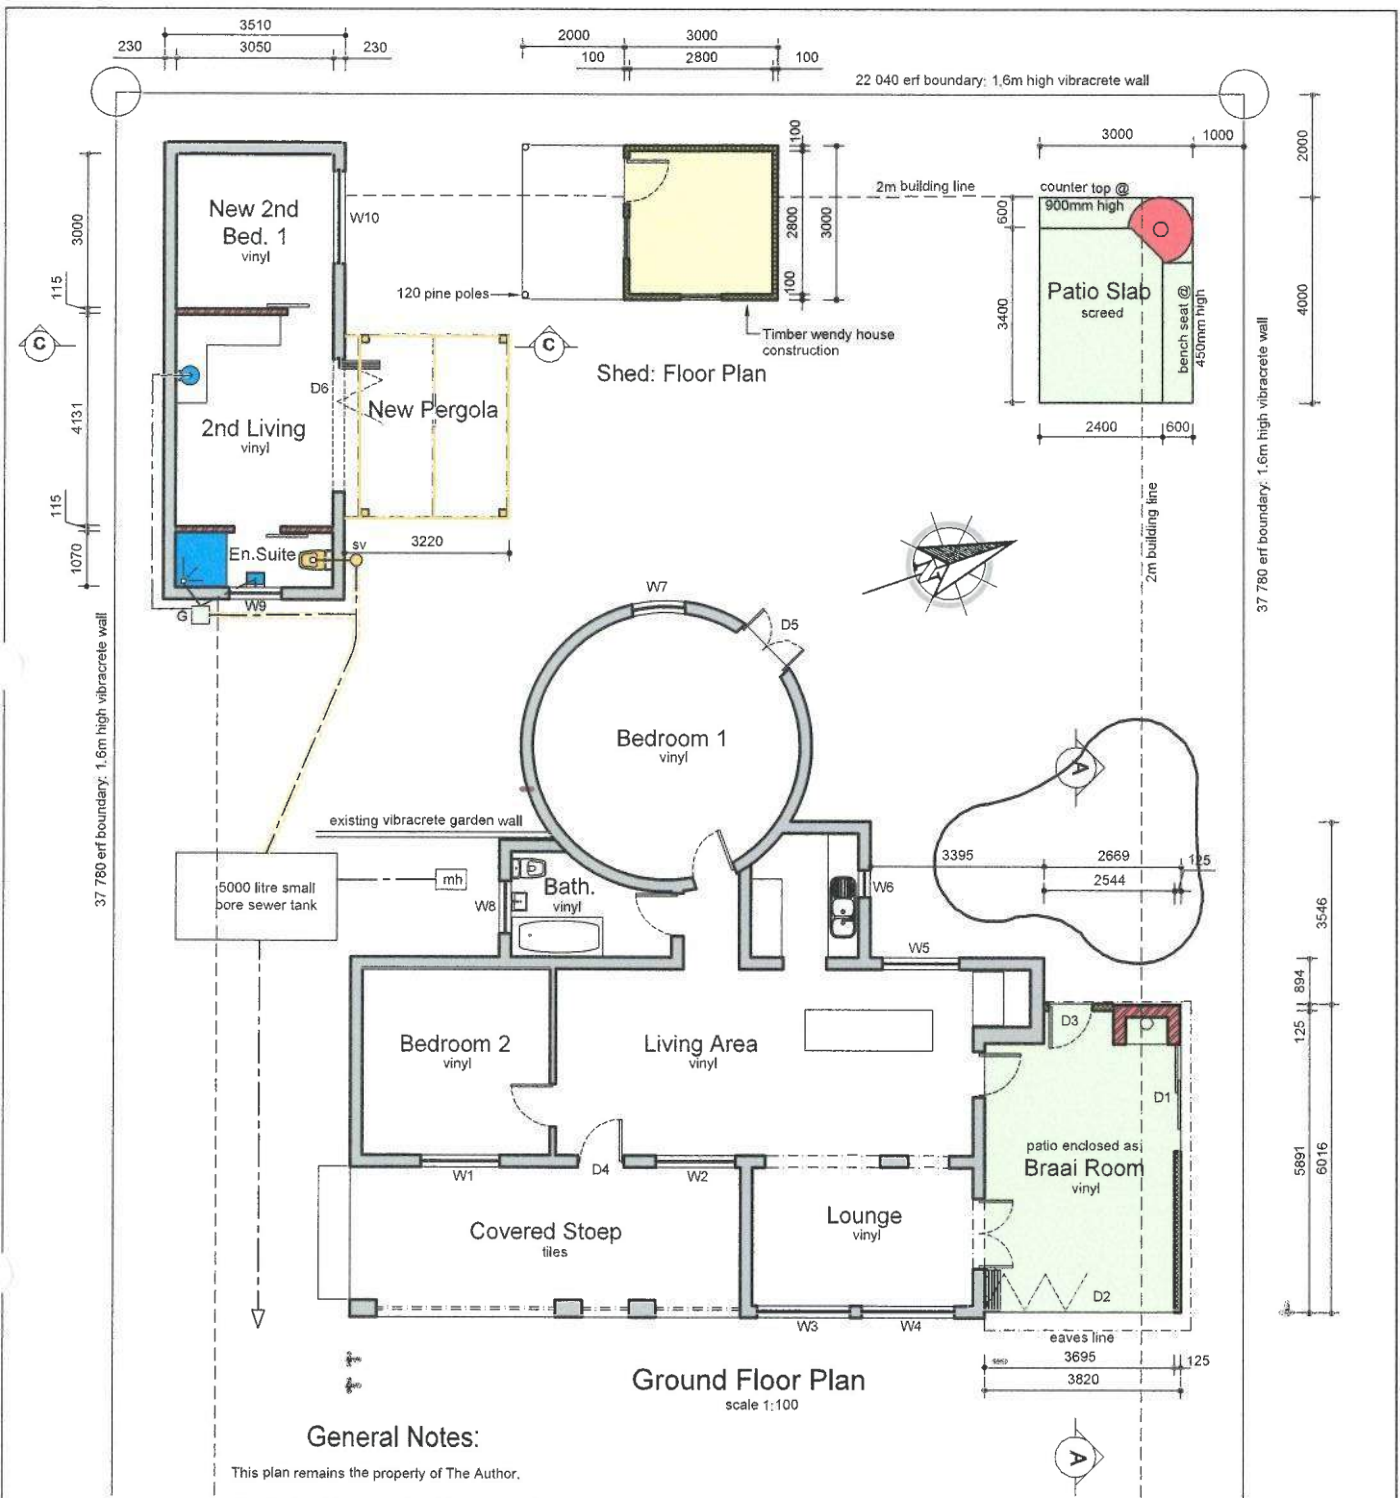 3510
230
3050
230
2000
3000
100
2800
100
22 040 erf boundary: 1,6m high vibracrete wall
3000
1000
2000
100
2m building line
counter top @
900mm high
600
New 2nd
Bed. 1
vinyl
W10
3000
2800
3000
115
120 pine poles
100
Patio Slab
screed
3400
bench seat @
450mm high
4000
C
C
Timber wendy house
construction
Shed: Floor Plan
D6
New Pergola
2nd Living
vinyl
4131
2400
600
37 780 erf boundary: 1.6m high vibracrete wall
115
1070
En.Suite
sv
3220
2m building line
W9
G
W7
D5
37 780 erf boundary: 1.6m high vibracrete wall
Bedroom 1
vinyl
A
existing vibracrete garden wall
5000 litre small
bore sewer tank
mh
W8
Bath.
vinyl
W6
3395
2669
125
2544
3546
W5
894
Bedroom 2
vinyl
Living Area
vinyl
D3
125
D1
patio enclosed as
Braai Room
vinyl
W1
D4
W2
5891
6016
Covered Stoep
tiles
Lounge
vinyl
D2
W3
W4
eaves line
3695
125
3820
Ground Floor Plan
scale 1:100
General Notes:
A
This plan remains the property of The Author.